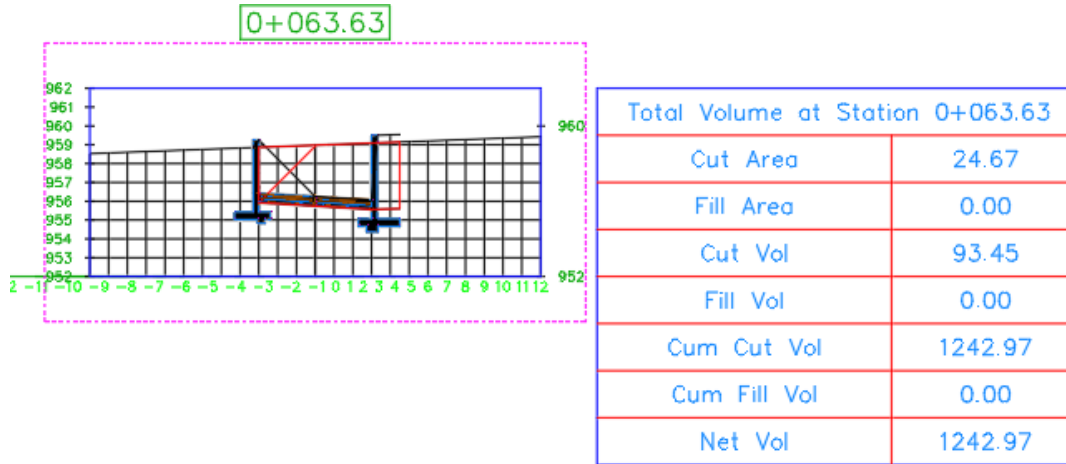 0+063.63
962
961
960
959
958
957
956
955
954
953
952
960
952
2 -11 -10 -9 -8 -7 -6 -5 -4 -3 -2 -1 0 1 2 3 4 5 6 7 8 9 10 11 12
Total Volume at Station 0+063.63
Cut Area 24.67
Fill Area 0.00
Cut Vol 93.45
Fill Vol 0.00
Cum Cut Vol 1242.97
Cum Fill Vol 0.00
Net Vol 1242.97